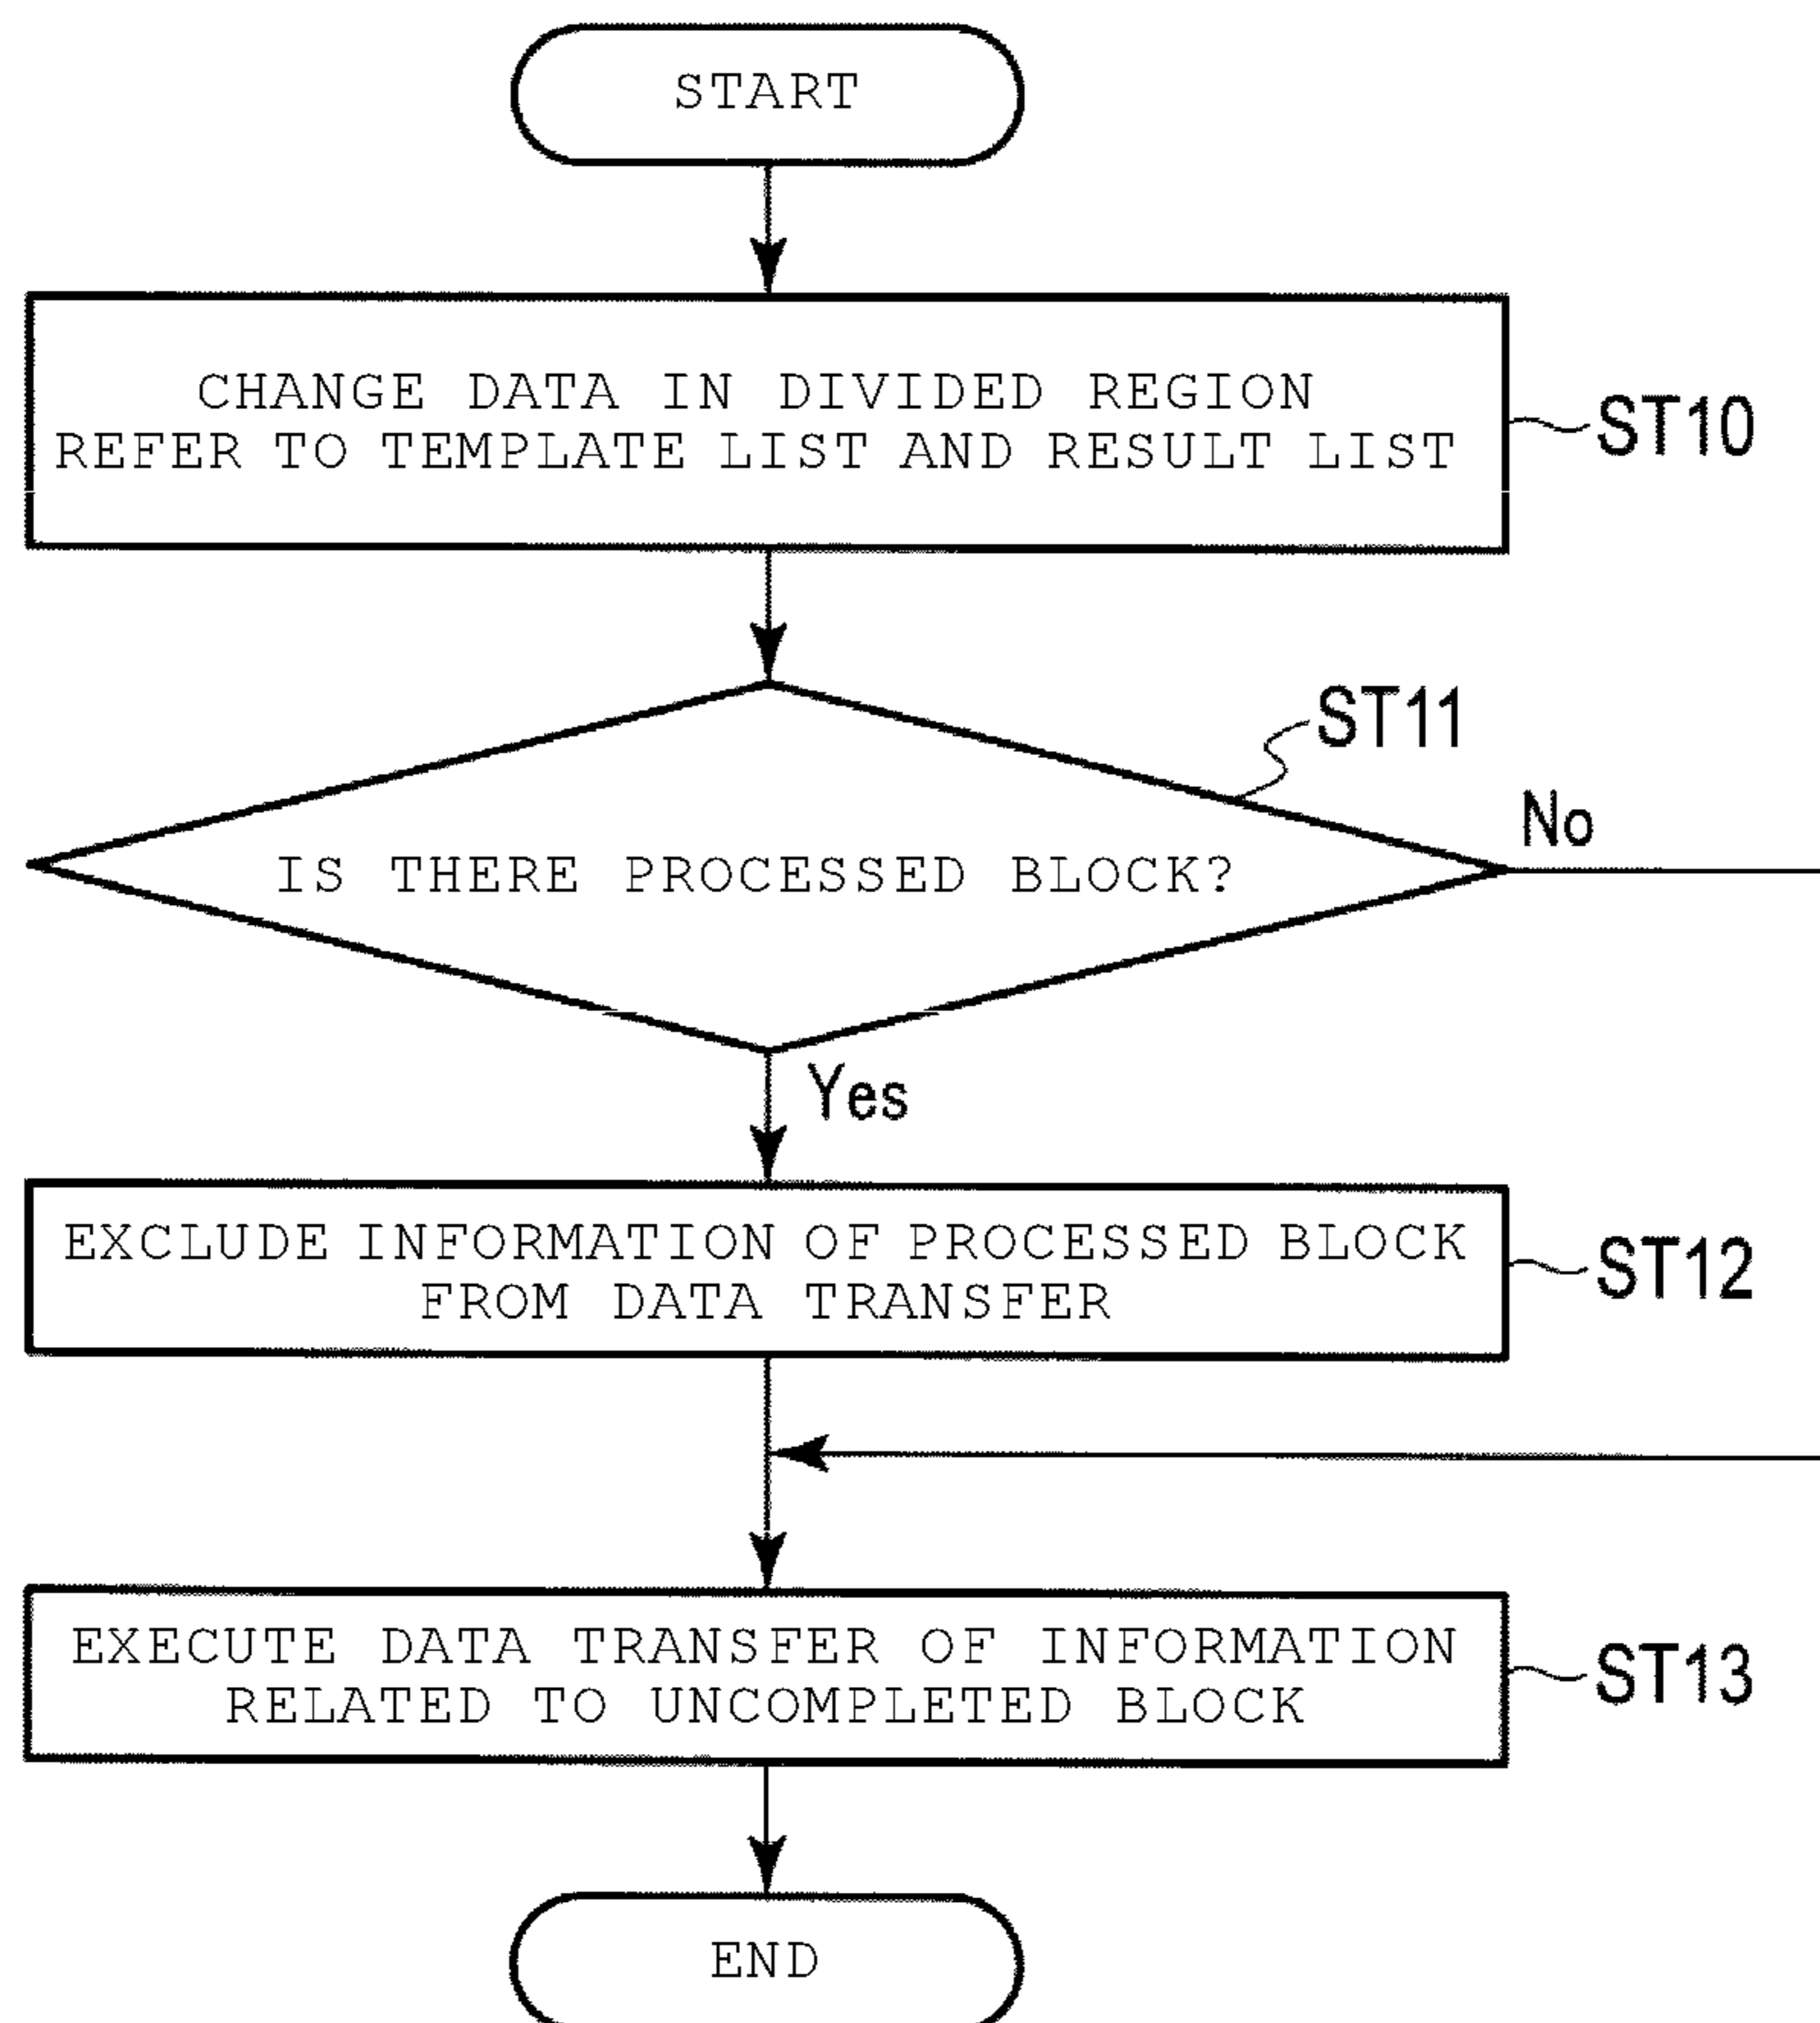 START
CHANGE DATA IN DIVIDED REGION
REFER TO TEMPLATE LIST AND RESULT LIST
ST10
ST11
No
IS THERE PROCESSED BLOCK?
Yes
EXCLUDE INFORMATION OF PROCESSED BLOCK
FROM DATA TRANSFER
ST12
EXECUTE DATA TRANSFER OF INFORMATION
RELATED TO UNCOMPLETED BLOCK
ST13
END